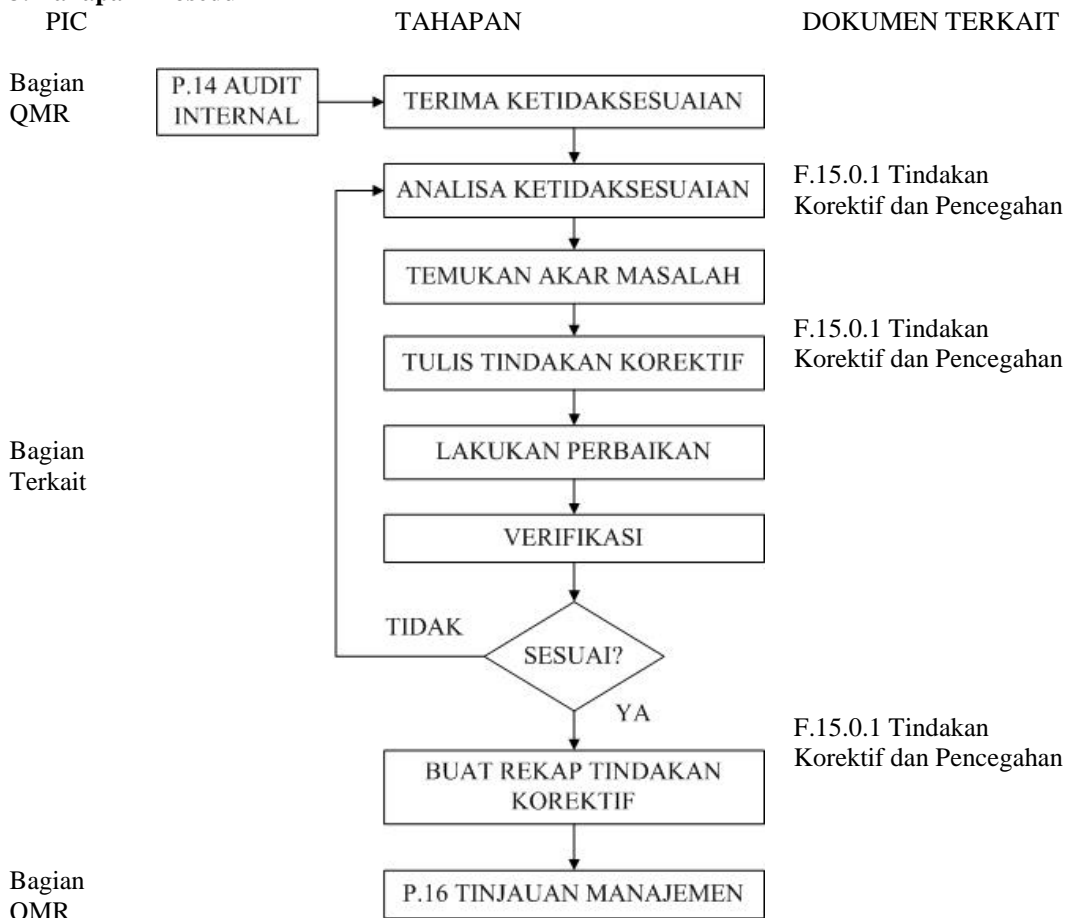 PIC TAHAPAN DOKUMEN TERKAIT
Bagian
QMR
P.14 AUDIT
INTERNAL
TERIMA KETIDAKSESUAIAN
ANALISA KETIDAKSESUAIAN
F.15.0.1 Tindakan
Korektif dan Pencegahan
TEMUKAN AKAR MASALAH
TULIS TINDAKAN KOREKTIF
F.15.0.1 Tindakan
Korektif dan Pencegahan
Bagian
Terkait
LAKUKAN PERBAIKAN
VERIFIKASI
TIDAK
SESUAI?
YA
F.15.0.1 Tindakan
Korektif dan Pencegahan
BUAT REKAP TINDAKAN
KOREKTIF
Bagian
QMR
P.16 TINJAUAN MANAJEMEN